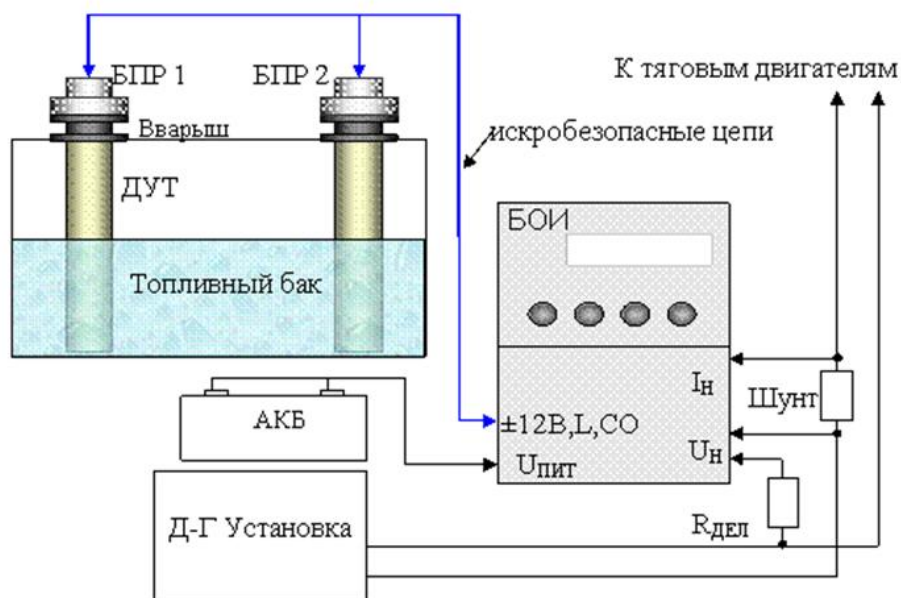 БПР 1
БПР 2
К тяговым двигателям
Вварыш
искробезопасные цепи
ДУТ
БОИ
Топливный бак
Iн
Шунт
АКБ
±12В,L,СО
Uн
Uпит
Д-Г Установка
Rдел